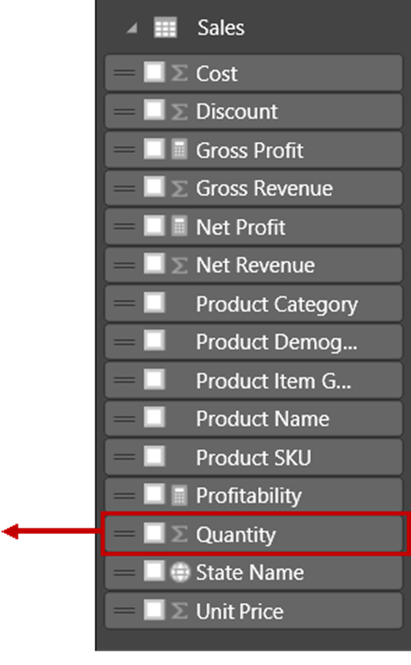 Sales
Σ Cost
Σ Discount
Gross Profit
Σ Gross Revenue
Net Profit
Σ Net Revenue
Product Category
Product Demog...
Product Item G...
Product Name
Product SKU
Profitability
Σ Quantity
State Name
Σ Unit Price